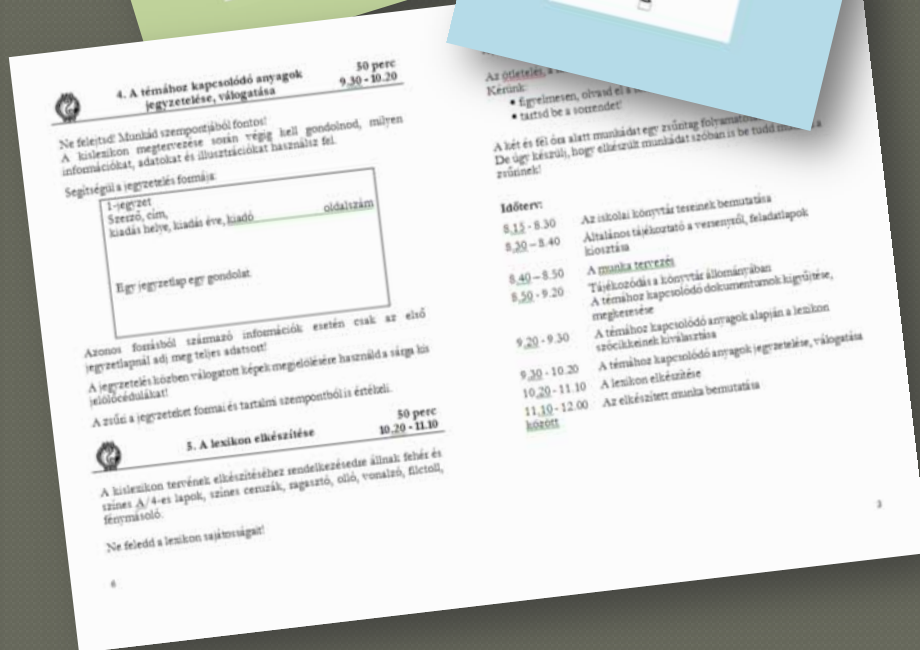 4. A témához kapcsolódó anyagok
jegyzetelése, válogatása
50 perc
9.30 - 10.20
Ne felejtsd! Munkád szempontjából fontos!
A kislexikon megtervezése során végig kell gondolnod, milyen
információkat, adatokat és illusztrációkat használsz fel.
Segítségül a jegyzetelés formája:
1-jegyzet
Szerző, cím,
kiadás helye, kiadás éve, kiadó oldalszám
Egy jegyzetlap egy gondolat.
Azonos forrásból származó információk esetén csak az első
jegyzetlapnál adj meg teljes adatsort!
A jegyzetelés közben válogatott képek megjelölésére használd a sárga kis
jelölőcédulákat!
A zsűri a jegyzeteket formai és tartalmi szempontból is értékeli.
5. A lexikon elkészítése
50 perc
10.20 - 11.10
A kislexikon tervének elkészítéséhez rendelkezésedre állnak fehér és
színes A/4-es lapok, színes ceruzák, ragasztó, olló, vonalzó, filctoll,
fénymásoló.
Ne feledd a lexikon sajátosságait!
6
Az ötletelés, a
Kérünk:
• figyelmesen, olvasd el a
• tartsd be a sorrendet!
A két és fél óra alatt munkádat egy zsűritag
De úgy készülj, hogy elkészült munkádat szóban is be tudd a
zsűrinek!
Időterv:
8.15 - 8.30 Az iskolai könyvtár tereinek bemutatása
8.30 – 8.40 Általános tájékoztató a versenyről, feladatlapok
kiosztása
8.40 – 8.50 A munka tervezés
8.50 - 9.20 Tájékozódás a könyvtár állományában
A témához kapcsolódó dokumentumok kigyűjtése,
megkeresése
9.20 - 9.30 A témához kapcsolódó anyagok alapján a lexikon
szócikkeinek kiválasztása
9.30 - 10.20 A témához kapcsolódó anyagok jegyzetelése, válogatása
10.20 - 11.10 A lexikon elkészítése
11.10 - 12.00 Az elkészített munka bemutatása
között
3